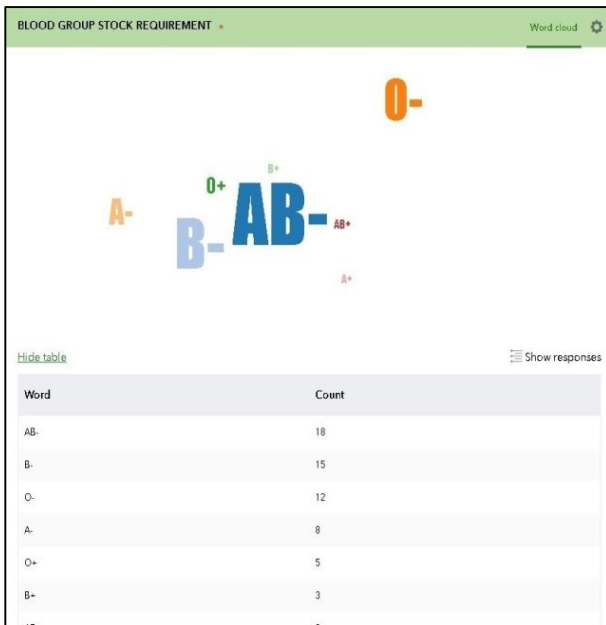 BLOOD GROUP STOCK REQUIREMENT *
Word cloud
O-
B+
O+
AB-
A-
B-
AB+
A+
Hide table
Show responses
Word Count
AB- 18
B- 15
O- 12
A- 8
O+ 5
B+ 3